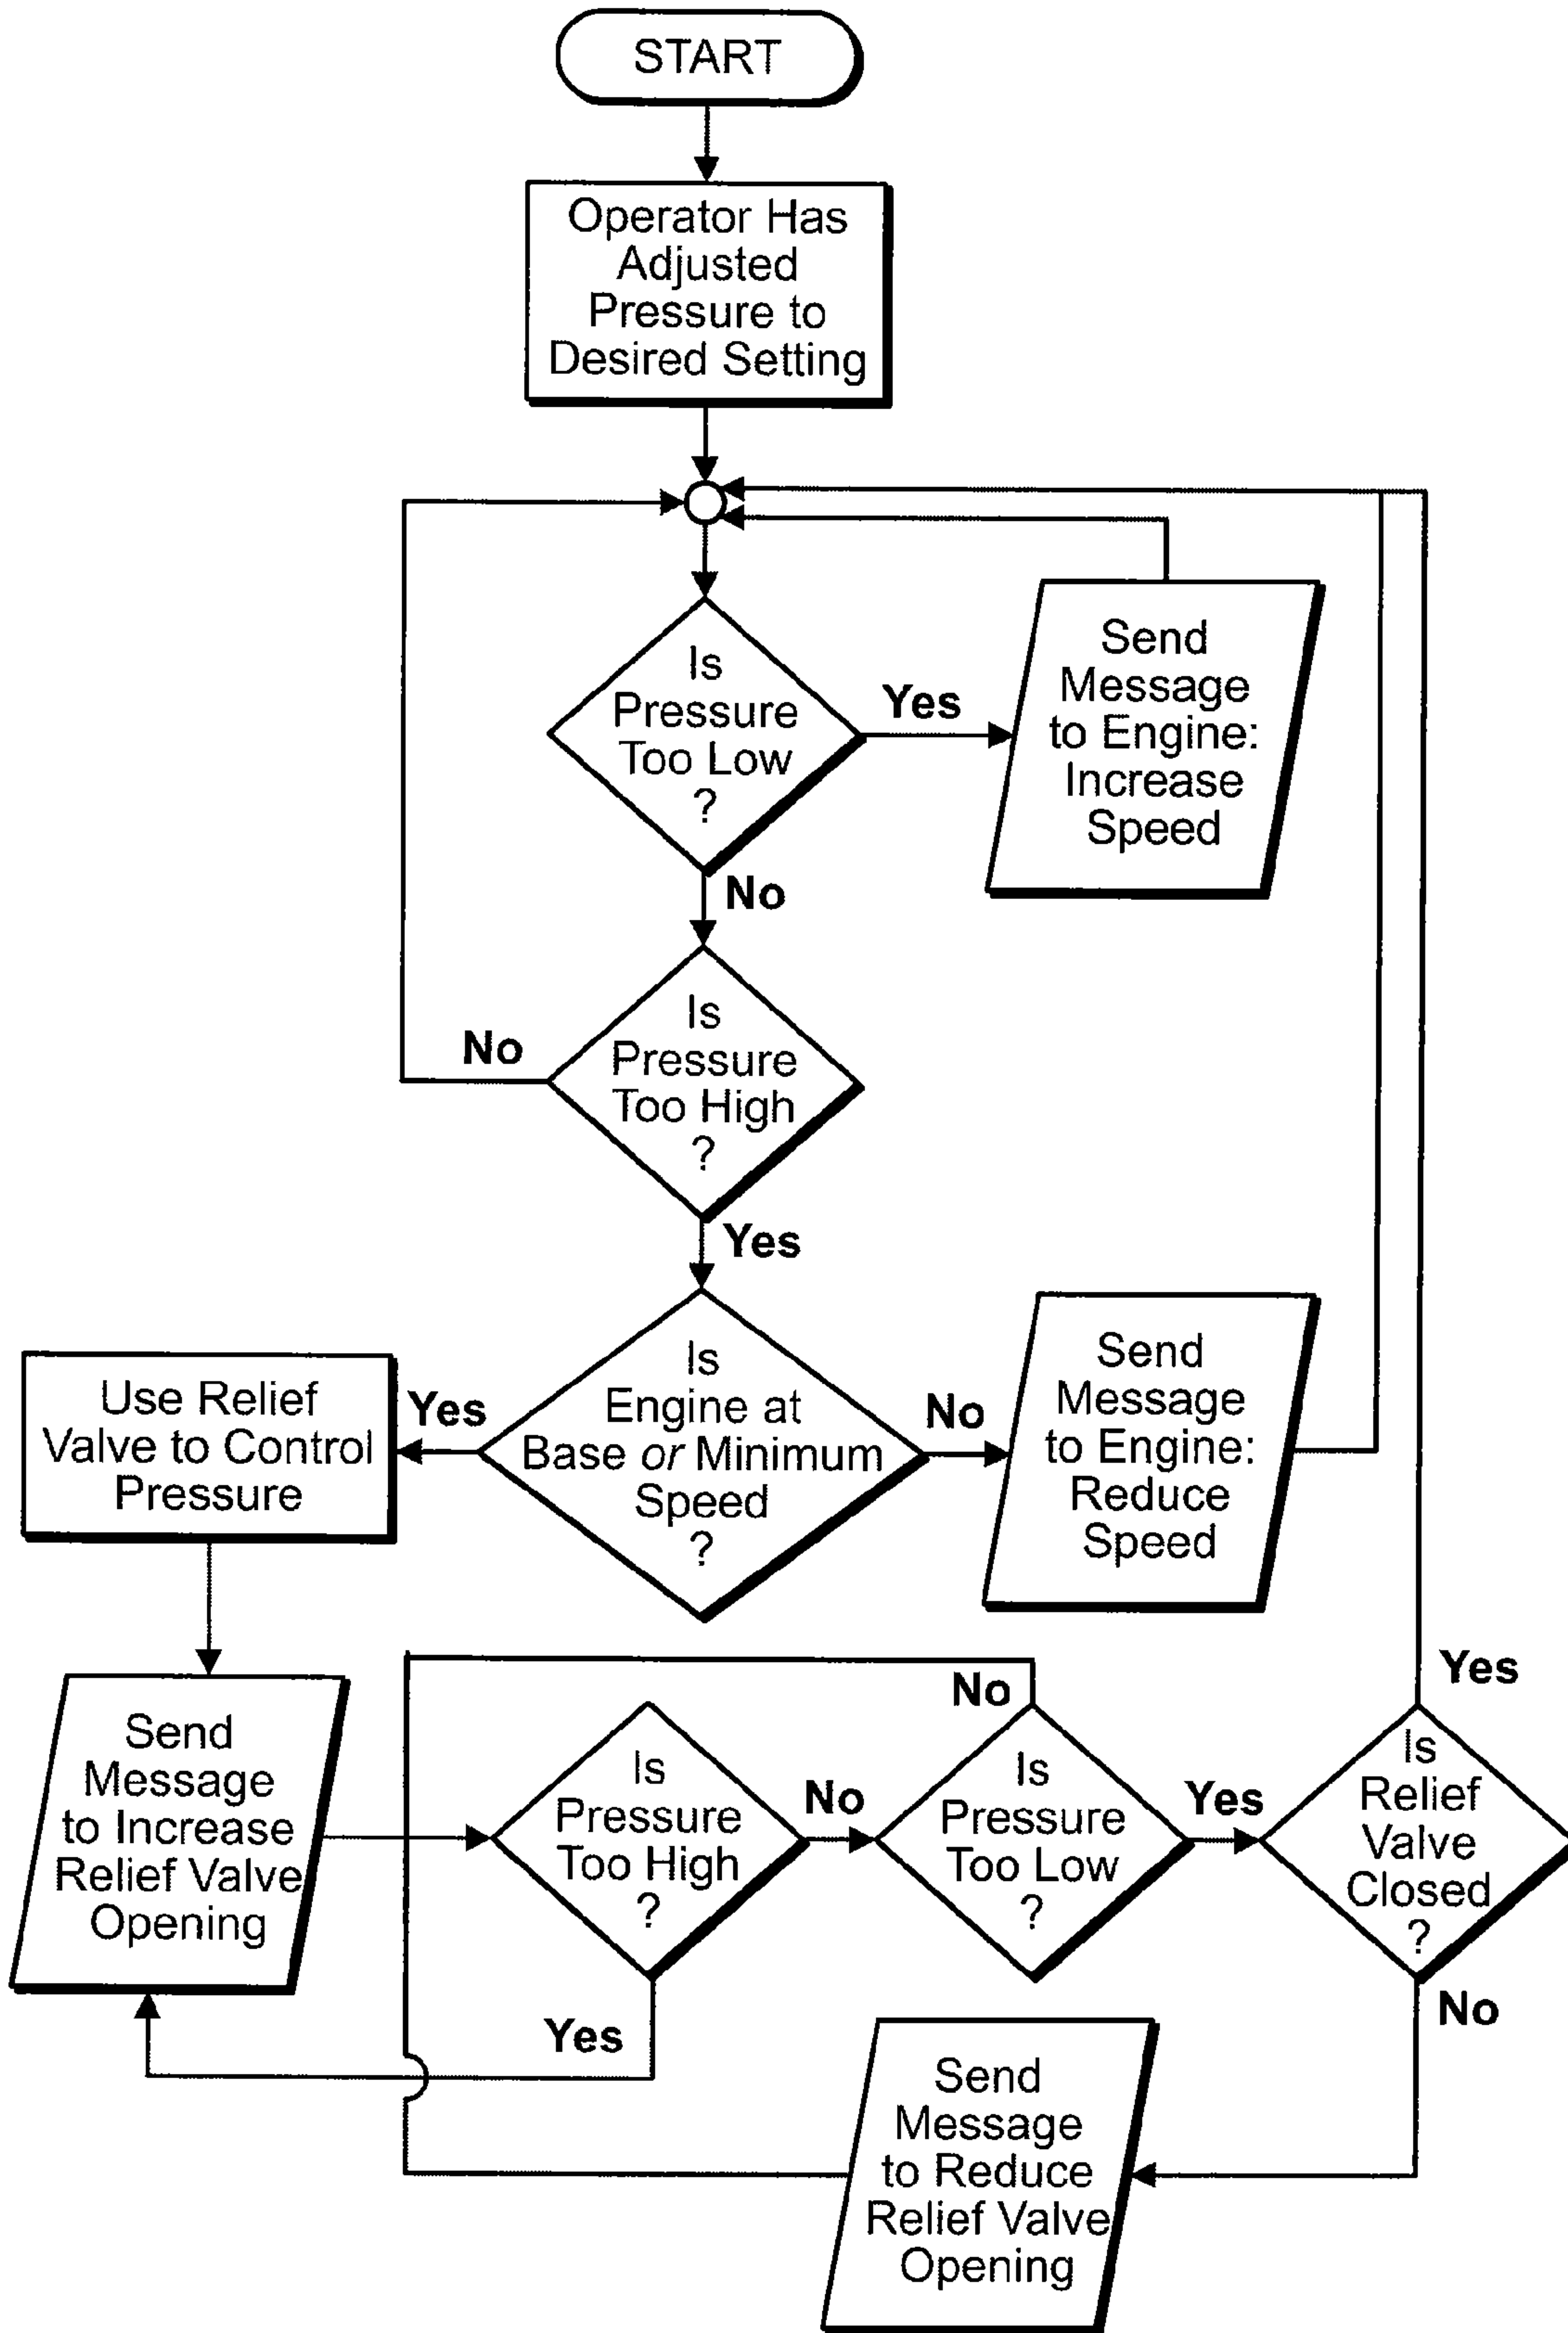 START
Operator Has
Adjusted
Pressure to
Desired Setting
Is
Pressure
Too Low
?
Yes
Send
Message
to Engine:
Increase
Speed
No
Is
Pressure
Too High
?
No
Yes
Is
Engine at
Base or Minimum
Speed
?
Yes
Use Relief
Valve to Control
Pressure
No
Send
Message
to Engine:
Reduce
Speed
Send
Message
to Increase
Relief Valve
Opening
Is
Pressure
Too High
?
Yes
No
Is
Pressure
Too Low
?
No
Yes
Is
Relief
Valve
Closed
?
Yes
No
Send
Message
to Reduce
Relief Valve
Opening